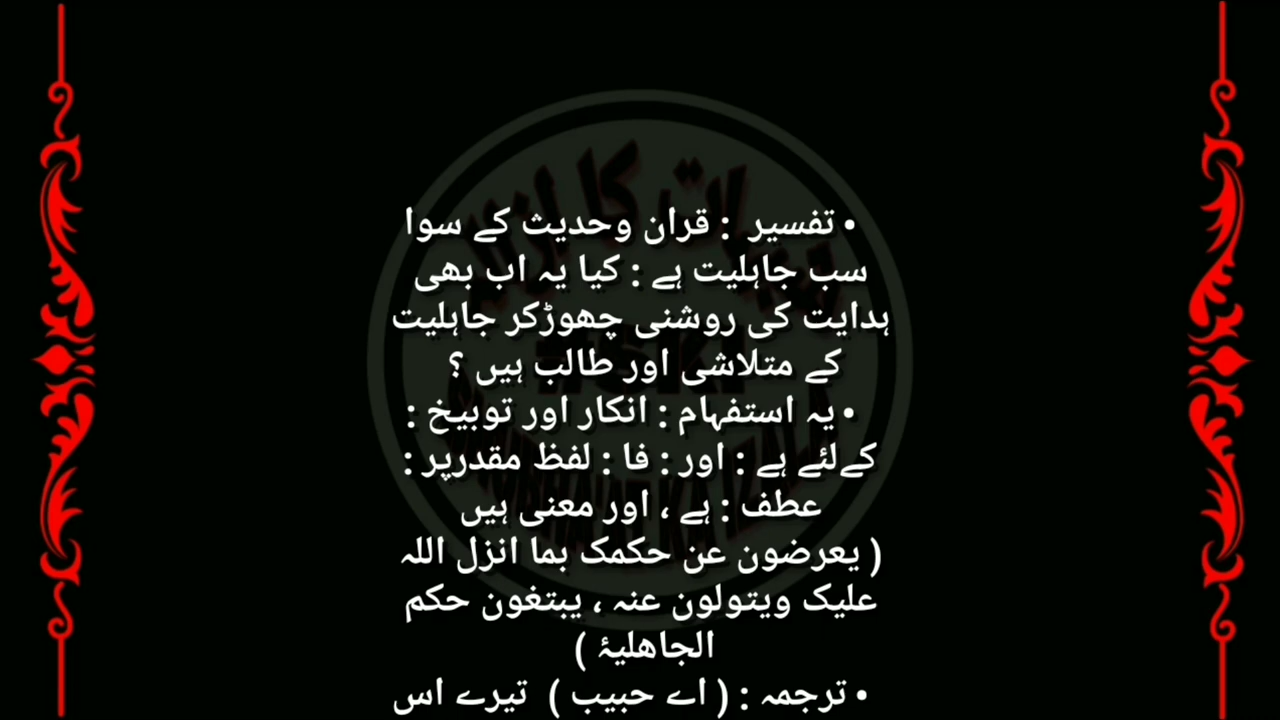 • تفسیر : قران وحدیث کے سوا
سب جاہلیت ہے : کیا یہ اب بھی
ہدایت کی روشنی چھوڑکر جاہلیت
کے متلاشی اور طالب ہیں ؟
• یہ استفہام : انکار اور توبیخ :
کےلئے ہے : اور : فا : لفظ مقدرپر :
عطف : ہے ، اور معنی ہیں
( یعرضون عن حکمک بما انزل اللہ
علیک ویتولون عنہ ، یبتغون حکم
الجاھلیۂ )
• ترجمہ : ( اے حبیب ) تیرے اس